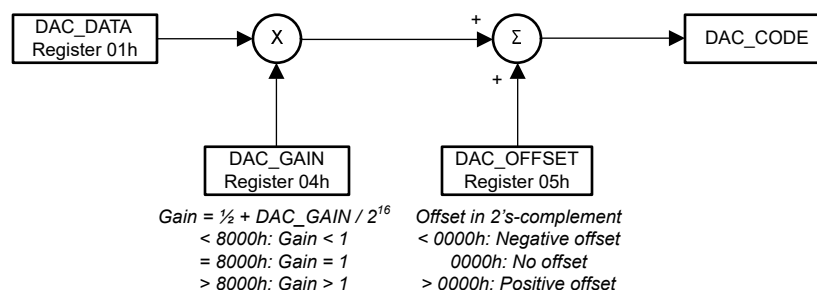 DAC_DATA
Register 01h
X
+
Σ
+
DAC_CODE
DAC_GAIN
Register 04h
DAC_OFFSET
Register 05h
Gain = ½ + DAC_GAIN / 2¹⁶
< 8000h: Gain < 1
= 8000h: Gain = 1
> 8000h: Gain > 1
Offset in 2's-complement
< 0000h: Negative offset
0000h: No offset
> 0000h: Positive offset